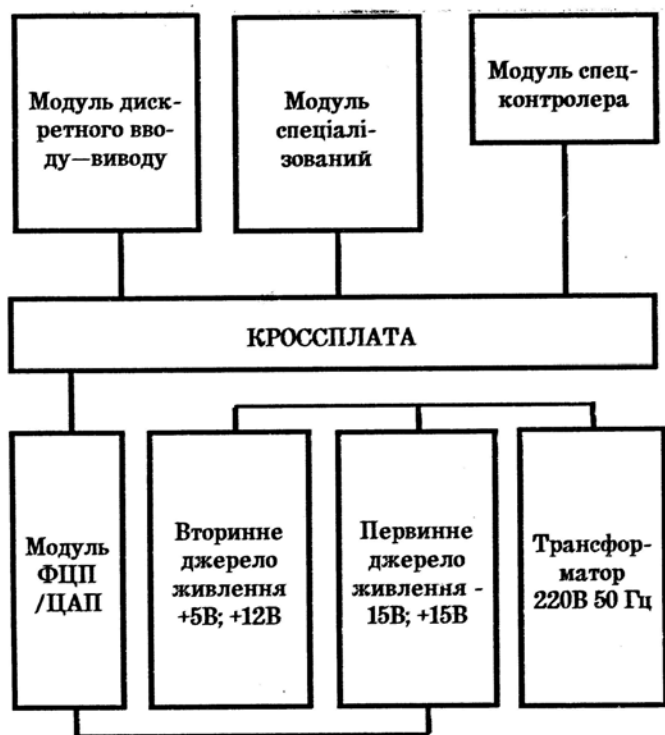 Модуль диск-
ретного вво-
ду—виводу
Модуль
спеціалі-
зований
Модуль спец-
контролера
КРОССПЛАТА
Модуль
ФЦП
/ЦАП
Вторинне
джерело
живлення
+5В; +12В
Первинне
джерело
живлення -
15В; +15В
Трансфор-
матор
220В 50 Гц